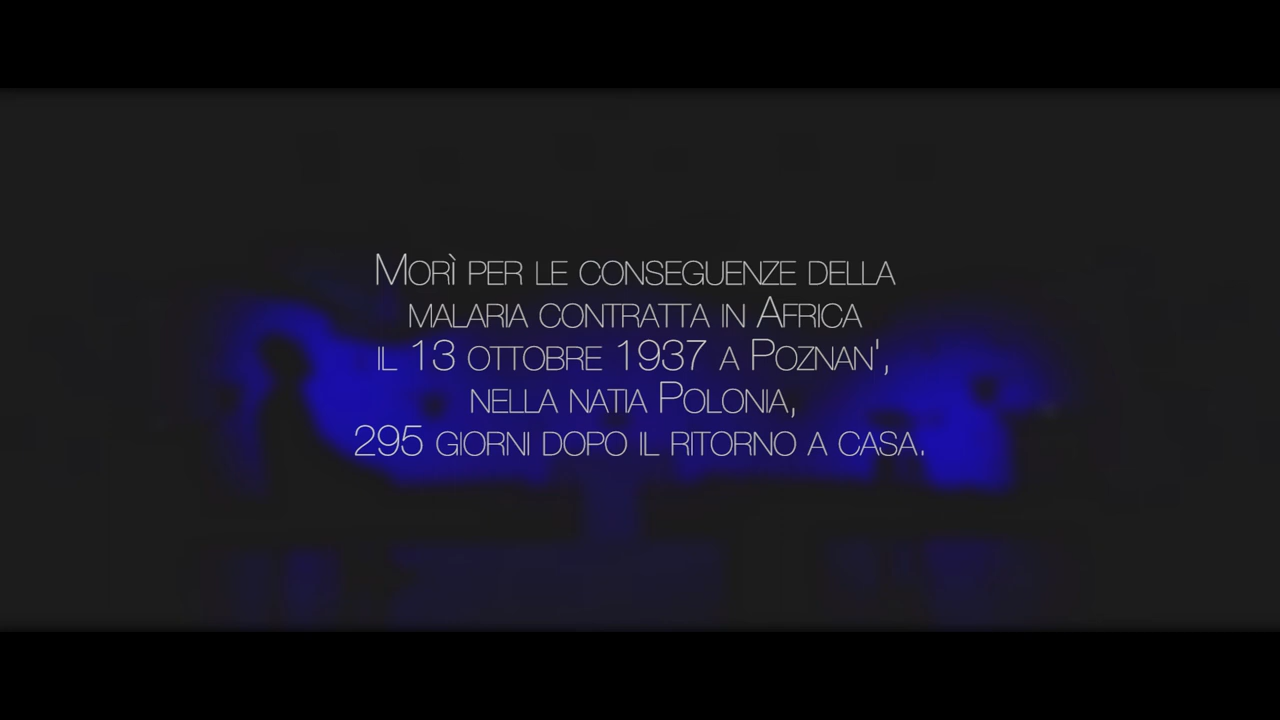 Morì per le conseguenze della
malaria contratta in Africa
il 13 ottobre 1937 a Poznan',
nella natia Polonia,
295 giorni dopo il ritorno a casa.